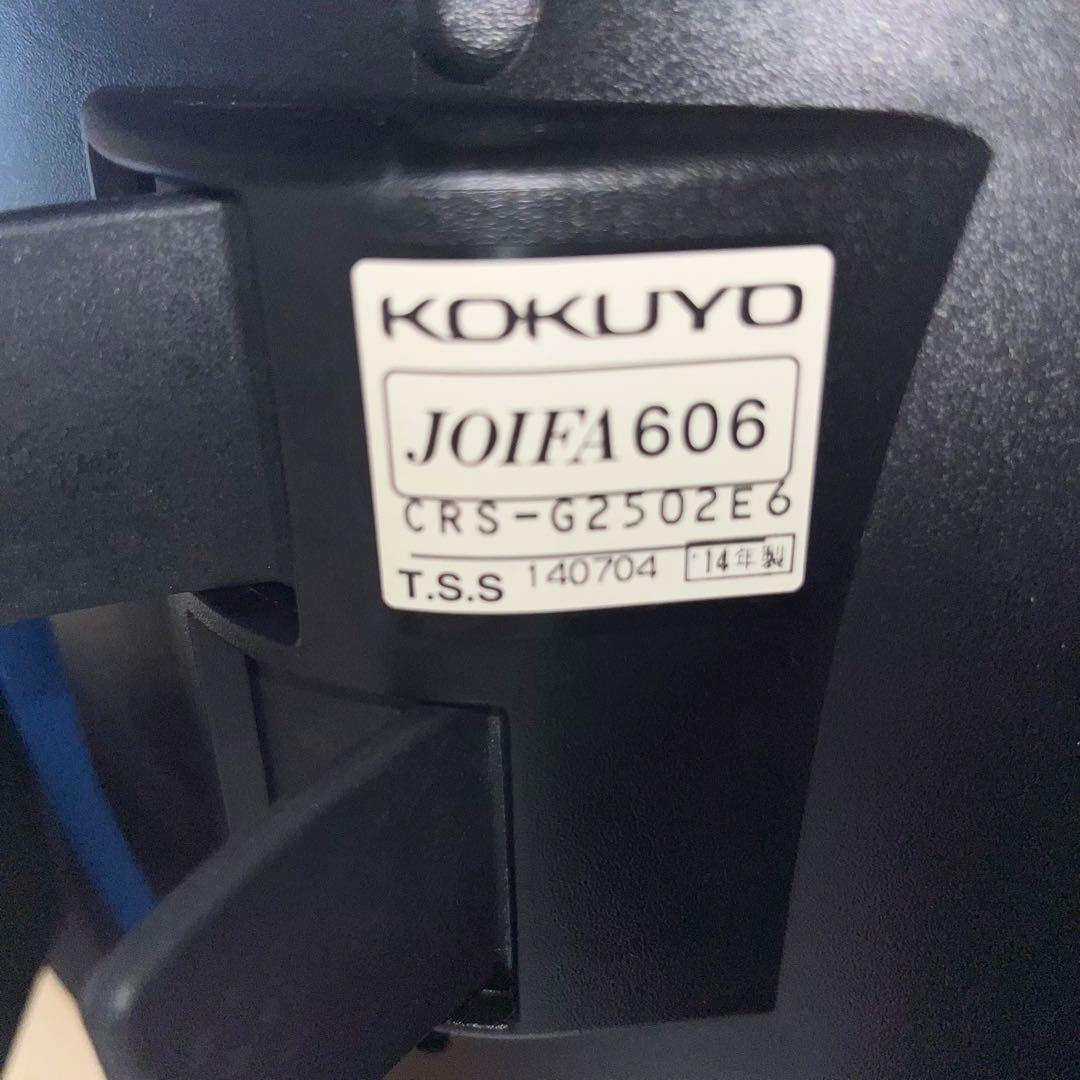 KOKUYO
JOIFA 606
CRS-G2502E6
T.S.S 140704 '14年製